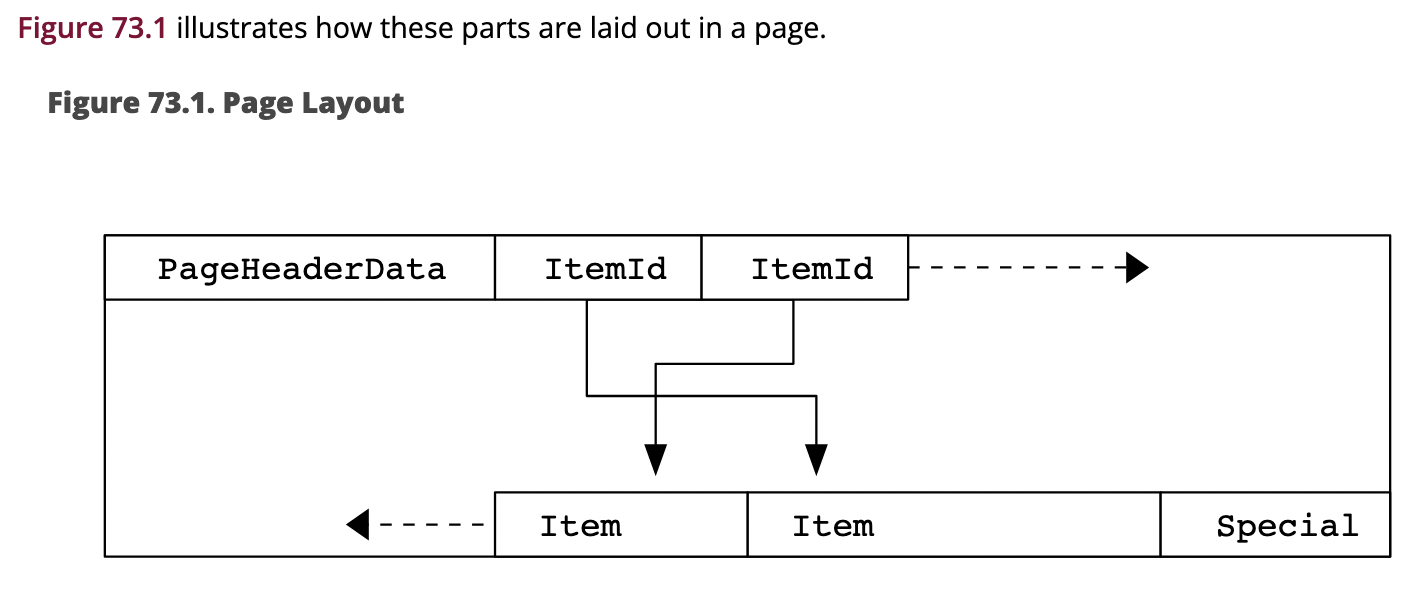 Figure 73.1 illustrates how these parts are laid out in a page.
Figure 73.1. Page Layout
PageHeaderData ItemId ItemId
Item Item Special